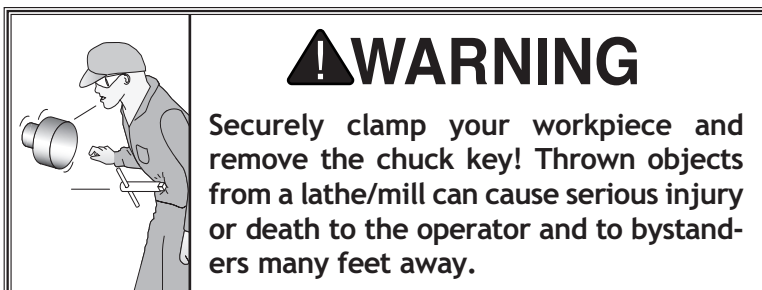 WARNING
Securely clamp your workpiece and
remove the chuck key! Thrown objects
from a lathe/mill can cause serious injury
or death to the operator and to bystand-
ers many feet away.